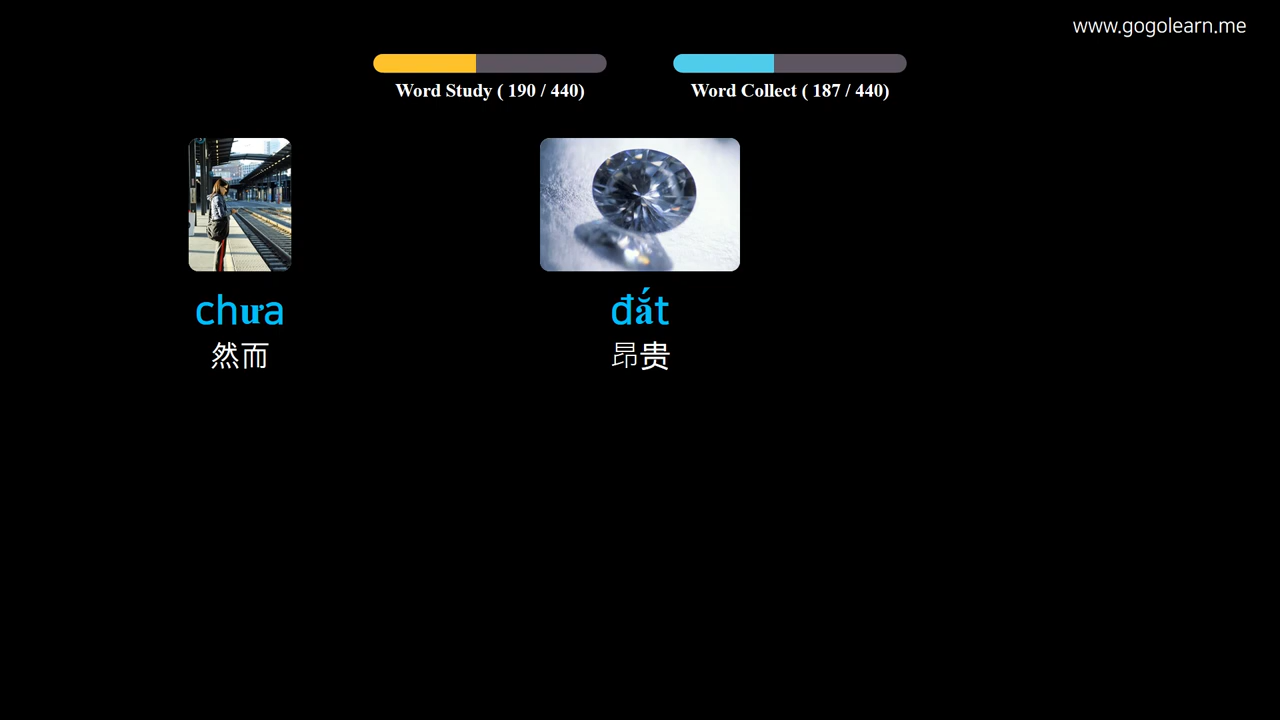 www.gogolearn.me
Word Study ( 190 / 440)
Word Collect ( 187 / 440)
chưa
然而
đắt
昂贵